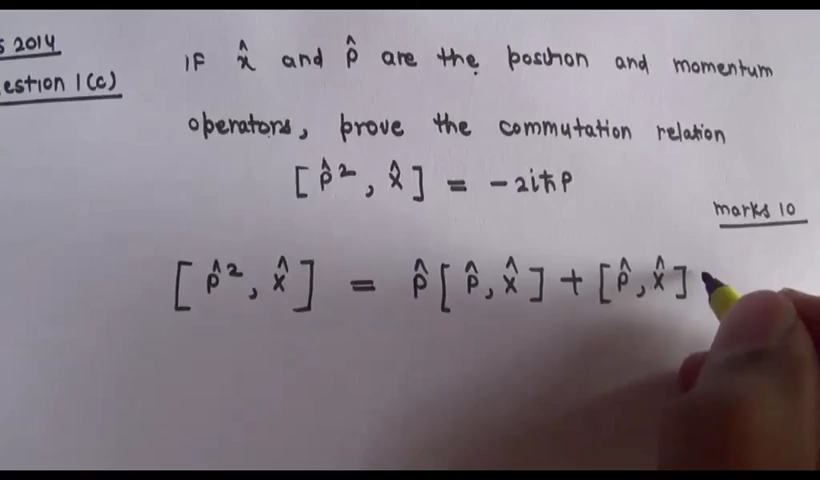 2014
1(c)
IF x̂ and p̂ are the position and momentum
operators, prove the commutation relation
[p̂², x̂] = -2iħp
marks 10
[p̂², x̂] = p̂[p̂, x̂] + [p̂, x̂]